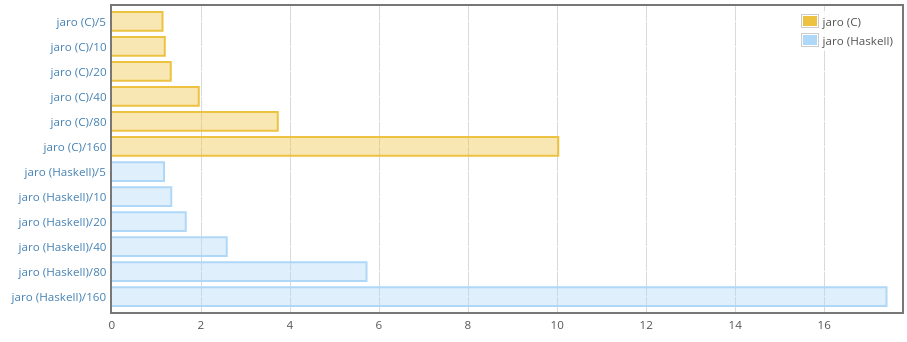 jaro (C)/5
jaro (C)/10
jaro (C)/20
jaro (C)/40
jaro (C)/80
jaro (C)/160
jaro (Haskell)/5
jaro (Haskell)/10
jaro (Haskell)/20
jaro (Haskell)/40
jaro (Haskell)/80
jaro (Haskell)/160
0 2 4 6 8 10 12 14 16
jaro (C)
jaro (Haskell)